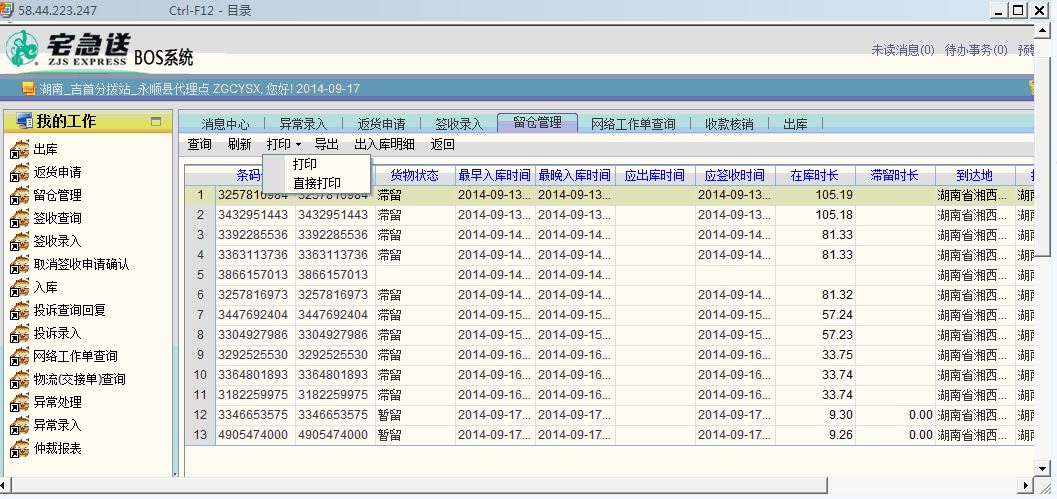 58.44.223.247 Ctrl-F12 - 目录
宅急送 ZJS EXPRESS BOS系统
未读消息(0) 待办事务(0)
湖南_吉首分拨站_永顺县代理点 ZGCYSX, 您好! 2014-09-17
我的工作
出库
返货申请
留仓管理
签收查询
签收录入
取消签收申请确认
入库
投诉查询回复
投诉录入
网络工作单查询
物流(交接单)查询
异常处理
异常录入
仲裁报表
消息中心 异常录入 返货申请 签收录入 留仓管理 网络工作单查询 收款核销 出库
查询 刷新 打印 导出 出入库明细 返回
打印
直接打印
条码 货物状态 最早入库时间 最晚入库时间 应出库时间 应签收时间 在库时长 滞留时长 到达地
1 3257816984 3257816984 滞留 2014-09-13... 2014-09-13... 2014-09-13... 105.19 湖南省湘西... 湖南
2 3432951443 3432951443 滞留 2014-09-13... 2014-09-13... 2014-09-13... 105.18 湖南省湘西... 湖南
3 3392285536 3392285536 滞留 2014-09-14... 2014-09-14... 2014-09-14... 81.33 湖南省湘西... 湖南
4 3363113736 3363113736 滞留 2014-09-14... 2014-09-14... 2014-09-14... 81.33 湖南省湘西... 湖南
5 3866157013 3866157013 湖南省湘西... 湖南
6 3257816973 3257816973 滞留 2014-09-14... 2014-09-14... 2014-09-14... 81.32 湖南省湘西... 湖南
7 3447692404 3447692404 滞留 2014-09-15... 2014-09-15... 2014-09-15... 57.24 湖南省湘西... 湖南
8 3304927986 3304927986 滞留 2014-09-15... 2014-09-15... 2014-09-15... 57.23 湖南省湘西... 湖南
9 3292525530 3292525530 滞留 2014-09-16... 2014-09-16... 2014-09-16... 33.75 湖南省湘西... 湖南
10 3364801893 3364801893 滞留 2014-09-16... 2014-09-16... 2014-09-16... 33.74 湖南省湘西... 湖南
11 3182259975 3182259975 滞留 2014-09-16... 2014-09-16... 2014-09-16... 33.74 湖南省湘西... 湖南
12 3346653575 3346653575 暂留 2014-09-17... 2014-09-17... 2014-09-17... 9.30 0.00 湖南省湘西... 湖南
13 4905474000 4905474000 暂留 2014-09-17... 2014-09-17... 2014-09-17... 9.26 0.00 湖南省湘西... 湖南